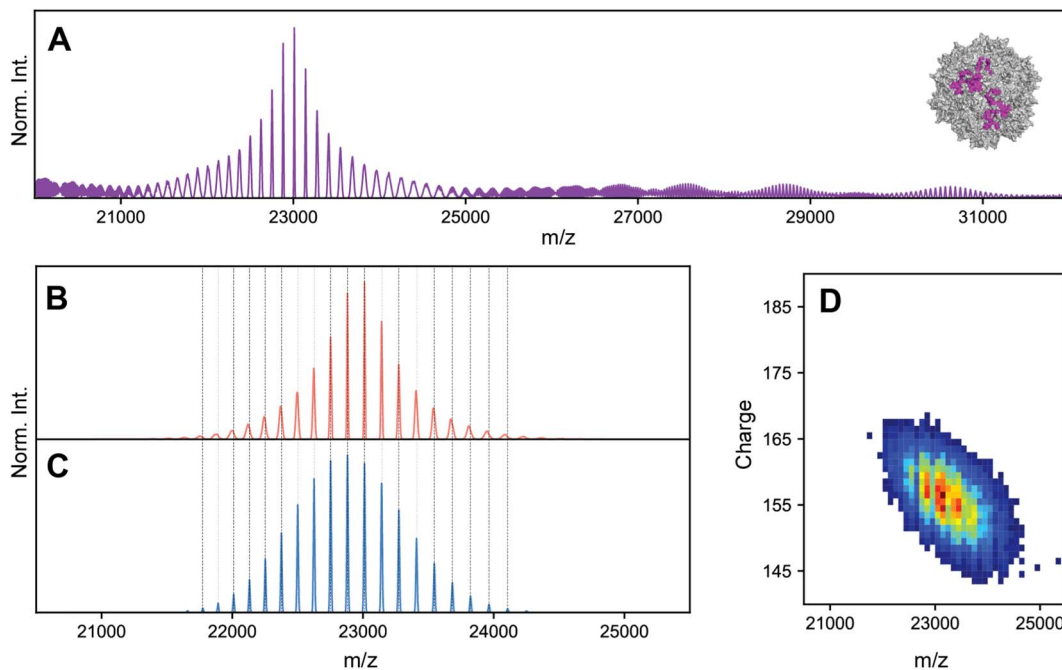 A
Norm. Int.
21000 23000 25000 27000 29000 31000
m/z
B
C
Norm. Int.
21000 22000 23000 24000 25000
m/z
D
Charge
185
175
165
155
145
21000 23000 25000
m/z